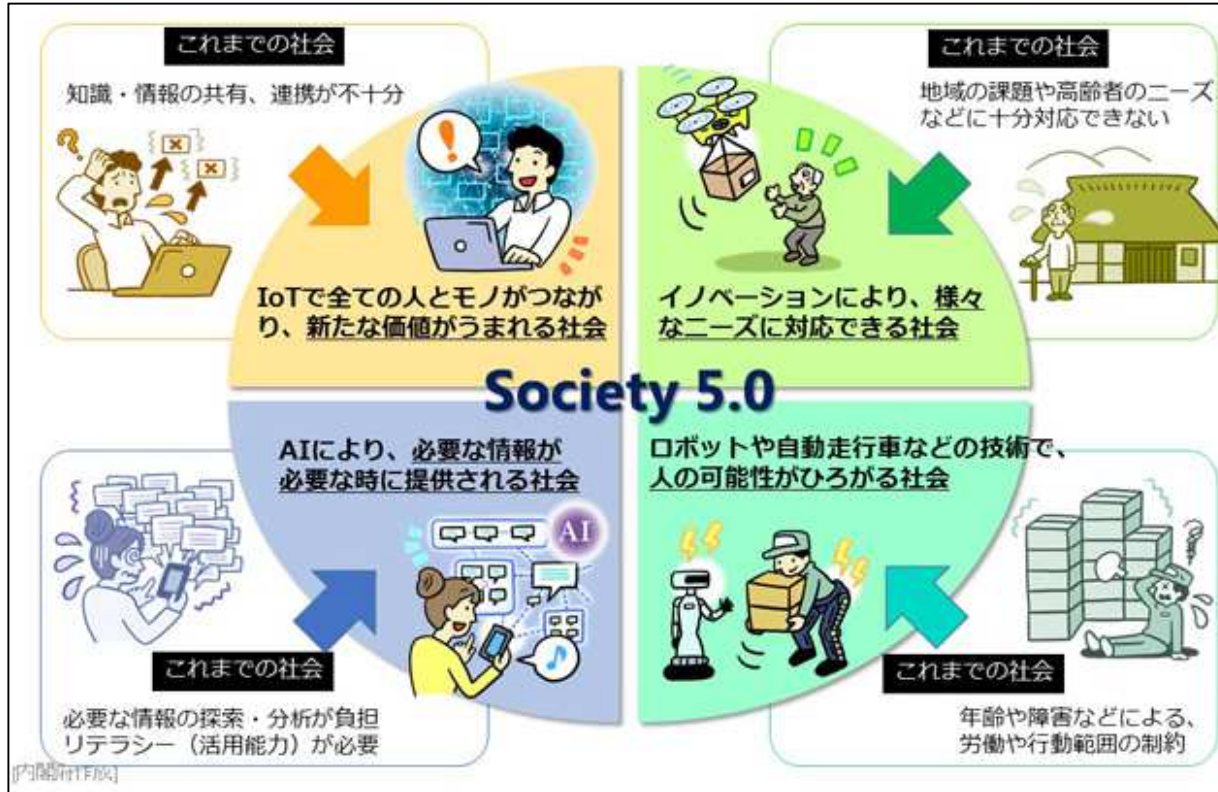 これまでの社会
知識・情報の共有、連携が不十分
IoTで全ての人とモノがつなが
り、新たな価値がうまれる社会
これまでの社会
地域の課題や高齢者のニーズ
などに十分対応できない
イノベーションにより、様々
なニーズに対応できる社会
Society 5.0
AIにより、必要な情報が
必要な時に提供される社会
AI
これまでの社会
必要な情報の探索・分析が負担
リテラシー（活用能力）が必要
ロボットや自動走行車などの技術で、
人の可能性がひろがる社会
これまでの社会
年齢や障害などによる、
労働や行動範囲の制約
[内閣府作成]